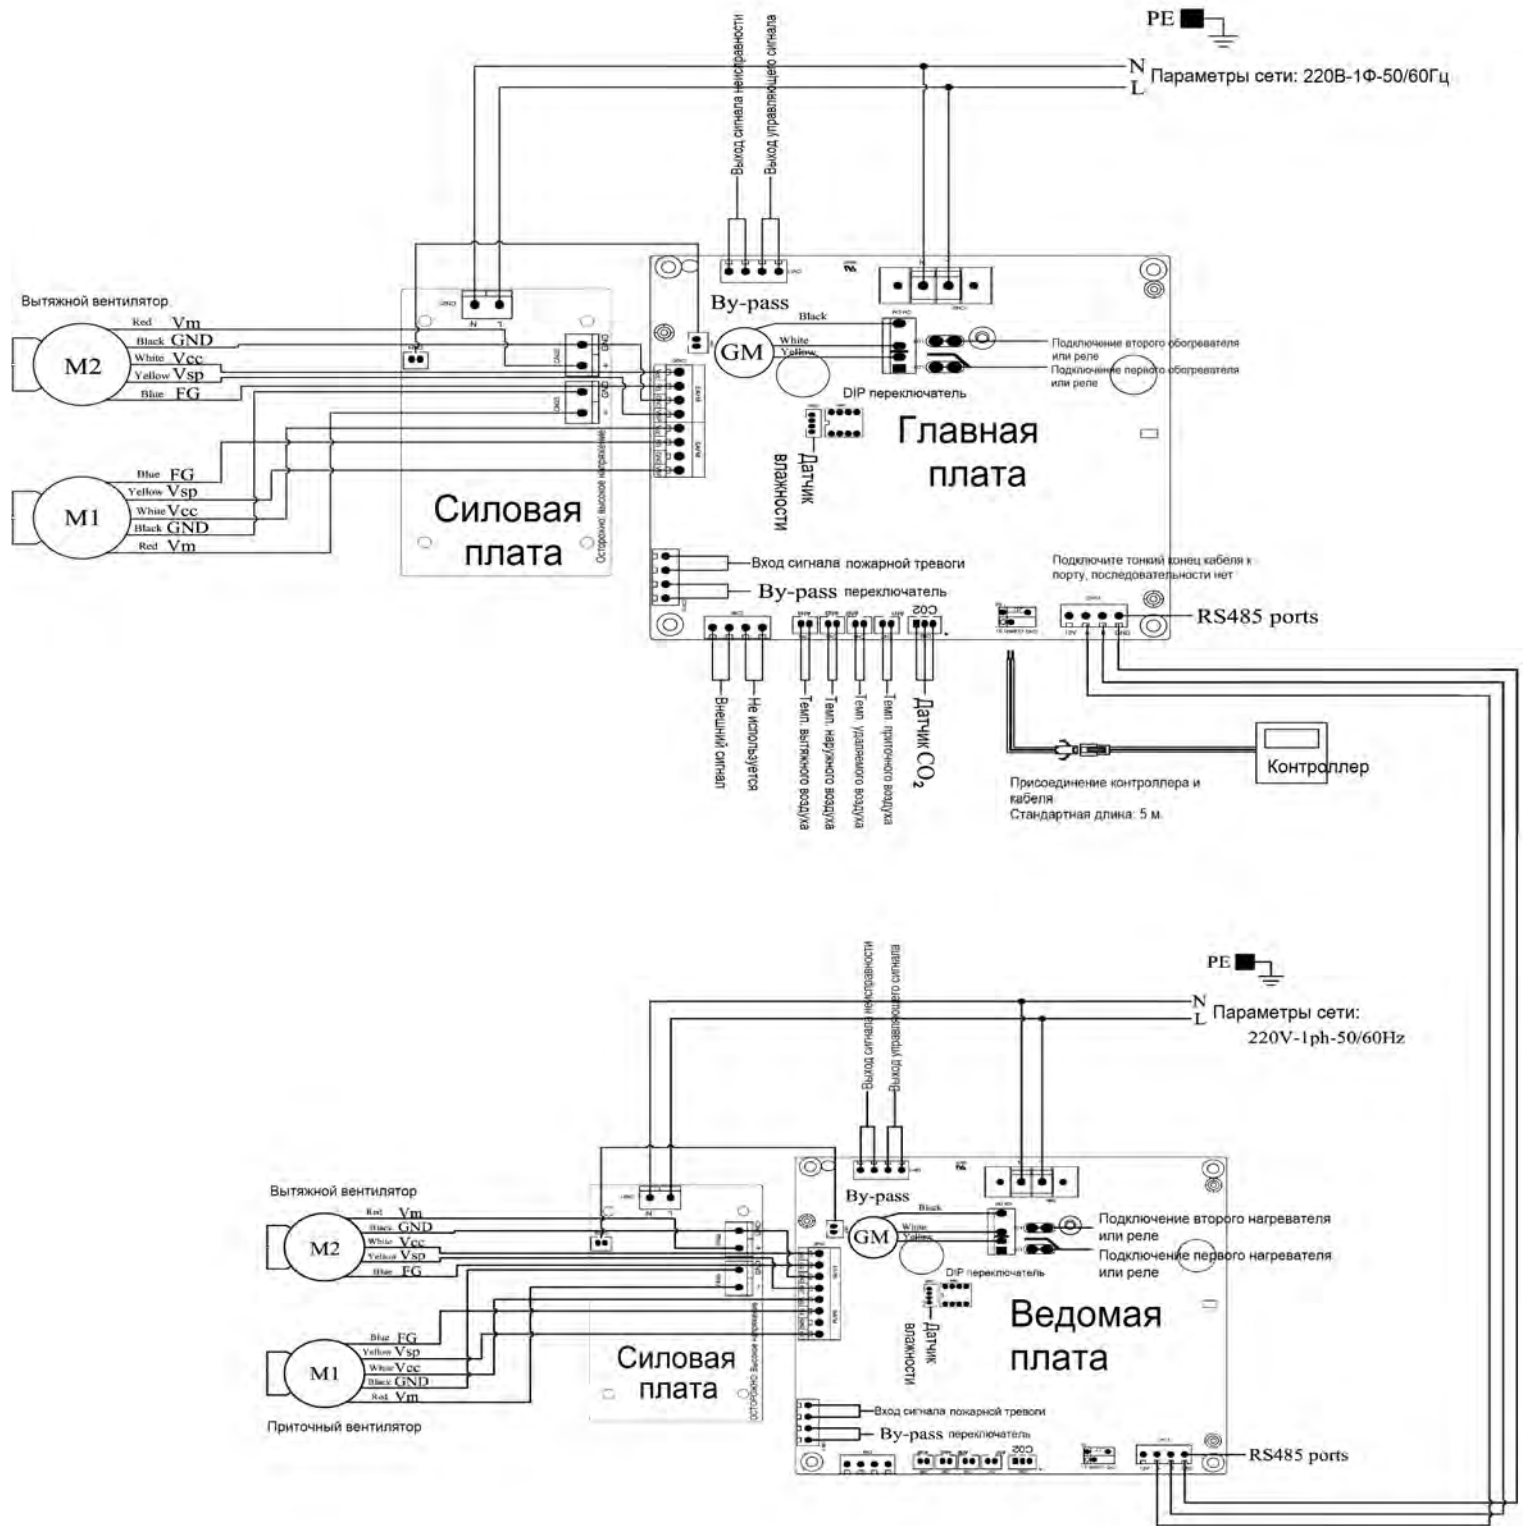 PE
N
L
Параметры сети: 220В-1Ф-50/60Гц
Выход сигнала неисправности
Выход управляющего сигнала
By-pass
GM
Black
White
Yellow
Подключение второго обогревателя
или реле
Подключение первого обогревателя
или реле
DIP переключатель
Главная
плата
Датчик
влажности
Вытяжной вентилятор
M2
Red Vm
Black GND
White Vcc
Yellow Vsp
Blue FG
M1
Blue FG
Yellow Vsp
White Vcc
Black GND
Red Vm
N
L
GND
+
GND
+
Силовая
плата
Осторожно: высокое напряжение
Вход сигнала пожарной тревоги
By-pass переключатель
Подключите тонкий конец кабеля к
порту, последовательности нет
RS485 ports
CO2
Внешний сигнал
Не используется
Темп. вытяжного воздуха
Темп. наружного воздуха
Темп. удаляемого воздуха
Темп. приточного воздуха
Датчик CO2
Контроллер
Присоединение контроллера и
кабеля
Стандартная длина: 5 м.
PE
N
L
Параметры сети:
220V-1ph-50/60Hz
Выход сигнала неисправности
Выход управляющего сигнала
By-pass
GM
Black
White
Yellow
Подключение второго нагревателя
или реле
Подключение первого нагревателя
или реле
DIP переключатель
Ведомая
плата
Датчик
влажности
Вытяжной вентилятор
M2
Red Vm
Black GND
White Vcc
Yellow Vsp
Blue FG
M1
Blue FG
Yellow Vsp
White Vcc
Black GND
Red Vm
Приточный вентилятор
N
L
Силовая
плата
ОСТОРОЖНО: Высокое напряжение
Вход сигнала пожарной тревоги
By-pass переключатель
CO2
RS485 ports